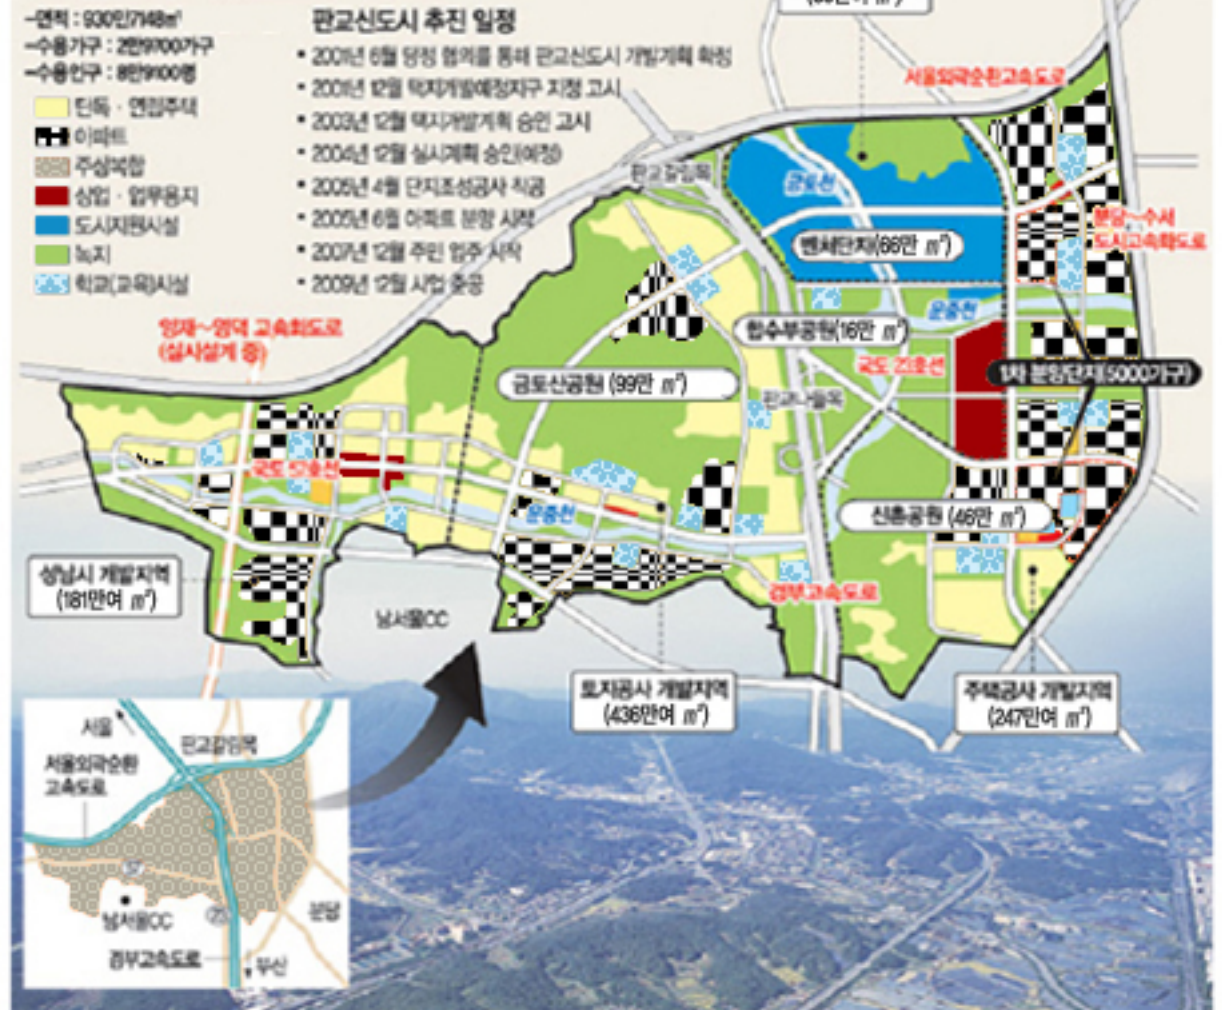 -면적 : 930만7148㎡
-수용가구 : 2만9700가구
-수용인구 : 8만9100명
단독 · 연립주택
아파트
주상복합
상업 · 업무용지
도시지원시설
녹지
학교(교육)시설
판교신도시 추진 일정
• 2001년 6월 당정 협의를 통해 판교신도시 개발계획 확정
• 2001년 12월 택지개발예정지구 지정 고시
• 2003년 12월 택지개발계획 승인 고시
• 2004년 12월 실시계획 승인(예정)
• 2005년 4월 단지조성공사 착공
• 2005년 6월 아파트 분양 시작
• 2007년 12월 주민 입주 시작
• 2009년 12월 사업 준공
서울외곽순환고속도로
판교갈림목
금토천
분당~수서
도시고속화도로
벤처단지(66만 ㎡)
운중천
양재~영덕 고속화도로
(실시설계 중)
협수부공원(16만 ㎡)
국도 23호선
1차 분양단지(5000가구)
금토산공원 (99만 ㎡)
판교나들목
국도 57호선
운중천
신촌공원 (46만 ㎡)
성남시 개발지역
(181만여 ㎡)
남서울CC
경부고속도로
토지공사 개발지역
(436만여 ㎡)
주택공사 개발지역
(247만여 ㎡)
서울
판교갈림목
서울외곽순환
고속도로
57
남서울CC
23
분당
경부고속도로
부산